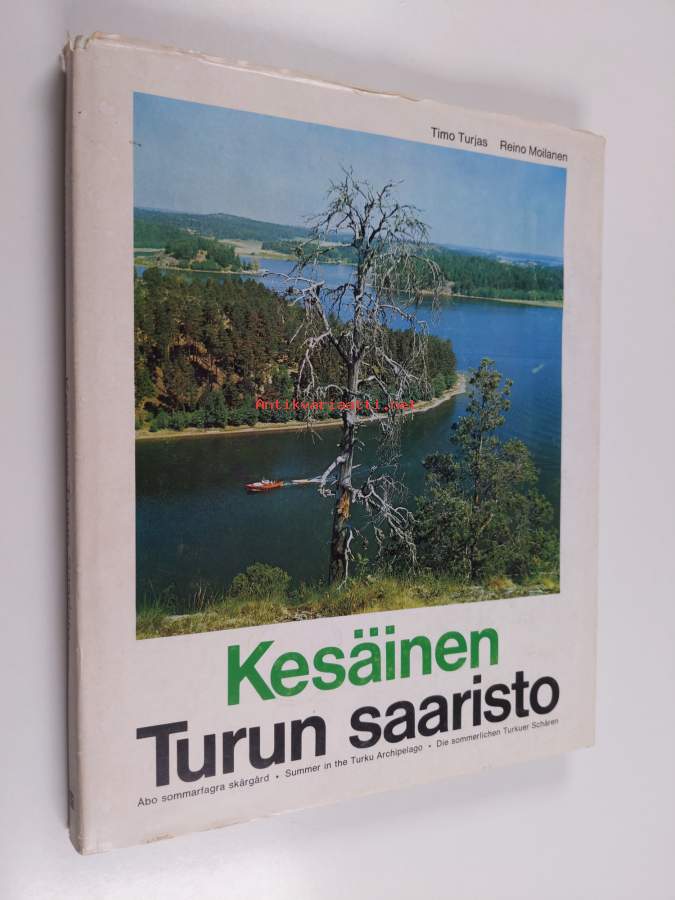 Timo Turjas Reino Moilanen
Antikvariaatti.net
Kesäinen
Turun saaristo
Åbo sommarfagra skärgård • Summer in the Turku Archipelago • Die sommerlichen Turkuer Schären